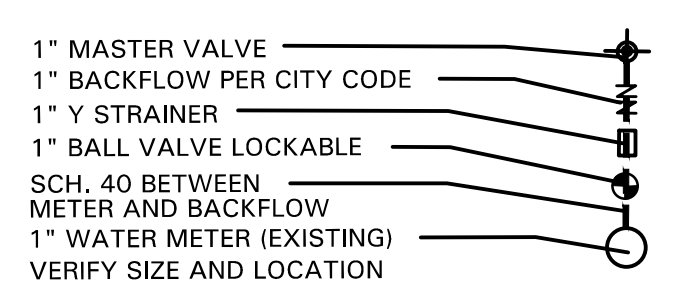 1" MASTER VALVE
1" BACKFLOW PER CITY CODE
1" Y STRAINER
1" BALL VALVE LOCKABLE
SCH. 40 BETWEEN
METER AND BACKFLOW
1" WATER METER (EXISTING)
VERIFY SIZE AND LOCATION